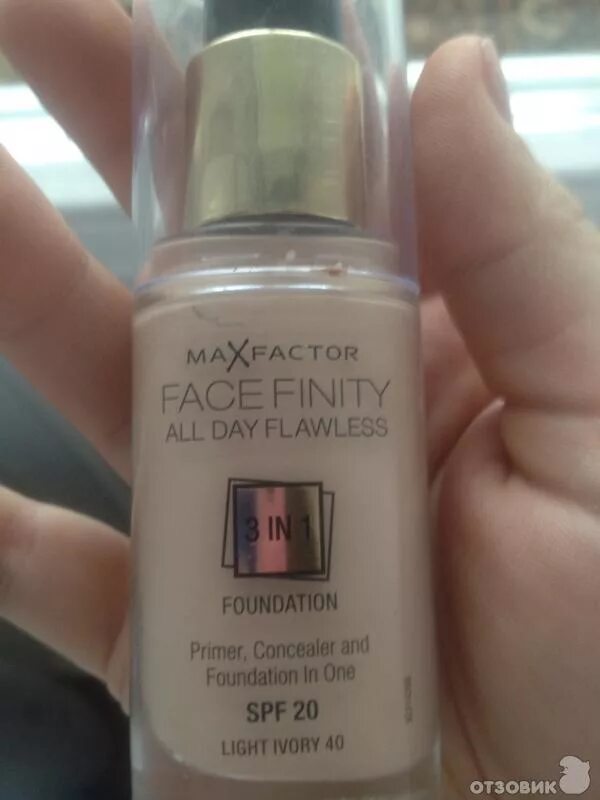 MAXFACTOR
FACE FINITY
ALL DAY FLAWLESS
3 IN 1
FOUNDATION
Primer, Concealer and
Foundation In One
SPF 20
LIGHT IVORY 40
ОТЗОВИК